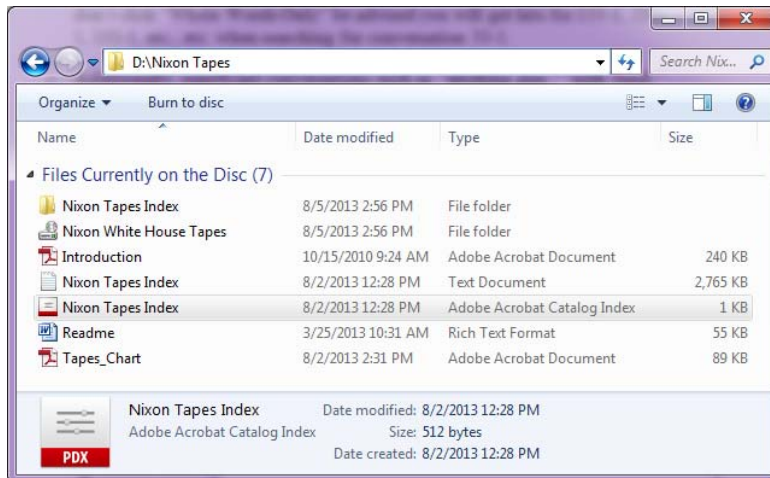 D:\Nixon Tapes
Search Nix...
Organize Burn to disc
Name Date modified Type Size
Files Currently on the Disc (7)
Nixon Tapes Index 8/5/2013 2:56 PM File folder
Nixon White House Tapes 8/5/2013 2:56 PM File folder
Introduction 10/15/2010 9:24 AM Adobe Acrobat Document 240 KB
Nixon Tapes Index 8/2/2013 12:28 PM Text Document 2,765 KB
Nixon Tapes Index 8/2/2013 12:28 PM Adobe Acrobat Catalog Index 1 KB
Readme 3/25/2013 10:31 AM Rich Text Format 55 KB
Tapes_Chart 8/2/2013 2:31 PM Adobe Acrobat Document 89 KB
Nixon Tapes Index Date modified: 8/2/2013 12:28 PM
Adobe Acrobat Catalog Index Size: 512 bytes
Date created: 8/2/2013 12:28 PM
PDX